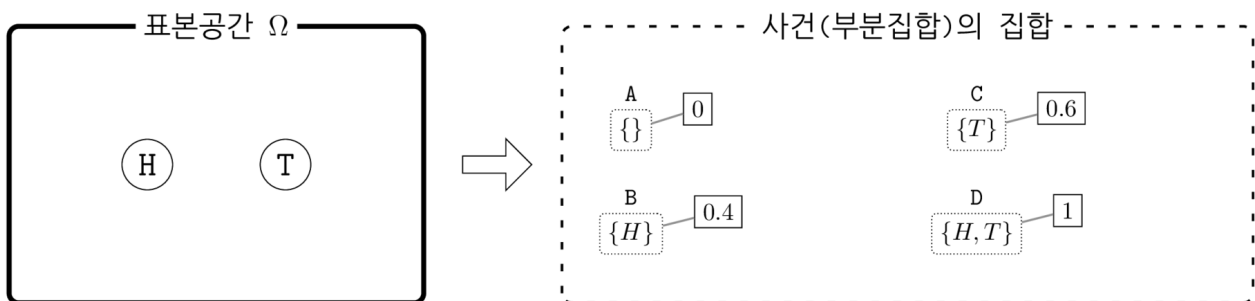 표본공간 Ω
H T
사건(부분집합)의 집합
A
{} 0
C
{T} 0.6
B
{H} 0.4
D
{H, T} 1